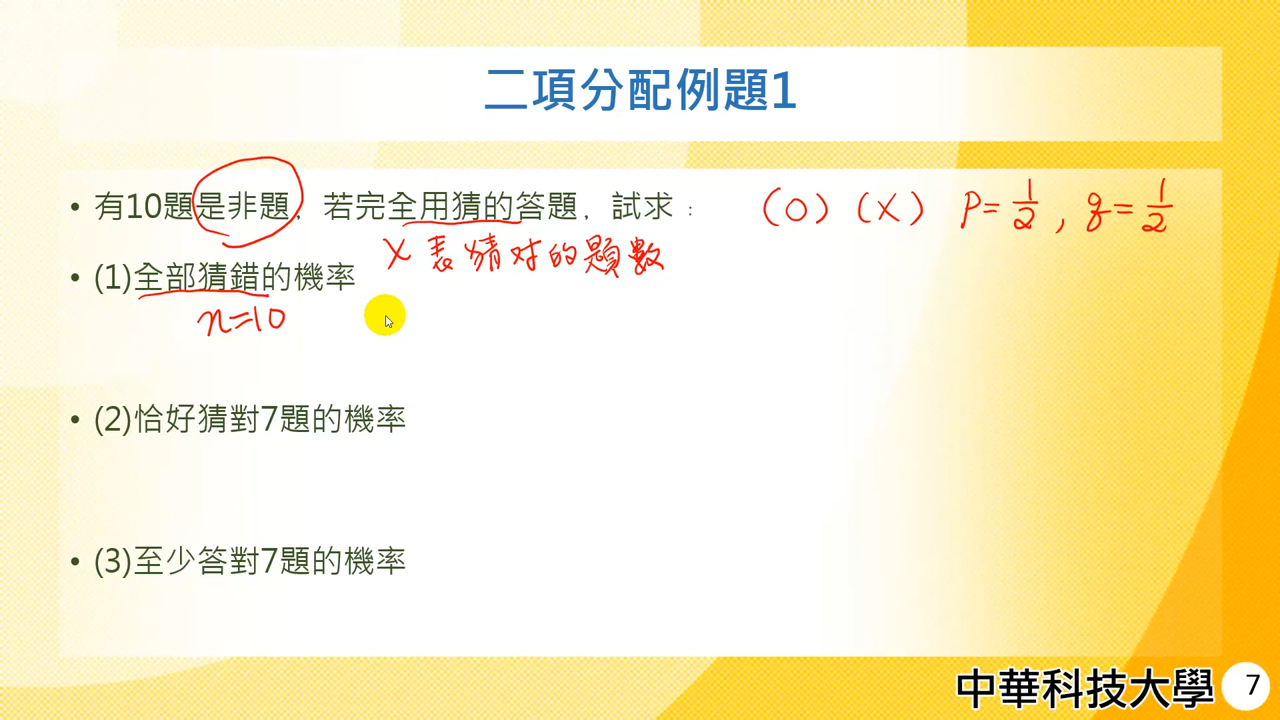 二項分配例題1
• 有10題是非題，若完全用猜的答題，試求： (O) (X) P=1/2, q=1/2
X 表猜对的題數
• (1)全部猜錯的機率
n=10
• (2)恰好猜對7題的機率
• (3)至少答對7題的機率
中華科技大學 7